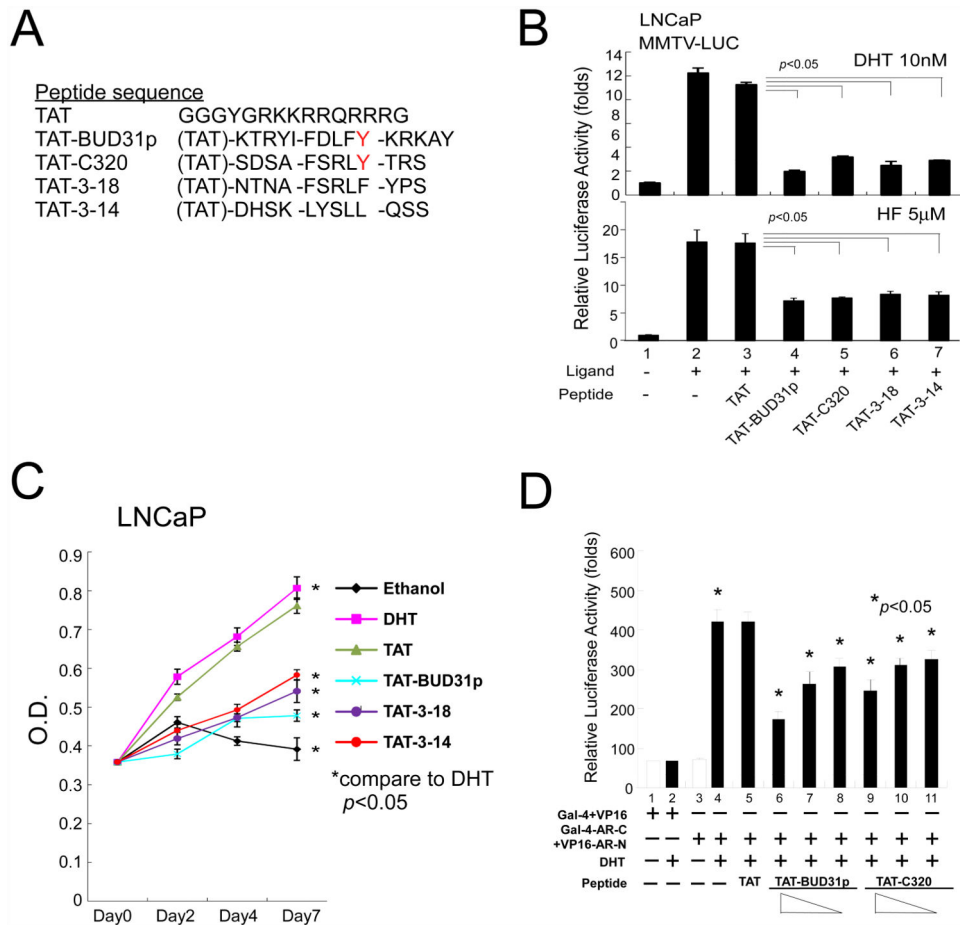 A
Peptide sequence
TAT GGGYGRKKRRQRRRG
TAT-BUD31p (TAT)-KTRYI-FDLFY -KRKAY
TAT-C320 (TAT)-SDSA -FSRLY -TRS
TAT-3-18 (TAT)-NTNA -FSRLF -YPS
TAT-3-14 (TAT)-DHSK -LYSLL -QSS
B
LNCaP
MMTV-LUC
Relative Luciferase Activity (folds)
14
12
10
8
6
4
2
0
p<0.05
DHT 10nM
20
15
10
5
0
p<0.05
HF 5μM
1 2 3 4 5 6 7
Ligand - + + + + + +
Peptide - - TAT TAT-BUD31p TAT-C320 TAT-3-18 TAT-3-14
C
LNCaP
O.D.
0.9
0.8
0.7
0.6
0.5
0.4
0.3
0.2
0.1
0
Day0 Day2 Day4 Day7
*
*
*
*
*
Ethanol
DHT
TAT
TAT-BUD31p
TAT-3-18
TAT-3-14
*compare to DHT
p<0.05
D
Relative Luciferase Activity (folds)
600
500
400
300
200
100
0
* * * * * * *
*p<0.05
1 2 3 4 5 6 7 8 9 10 11
Gal-4+VP16 + + − − − − − − − − −
Gal-4-AR-C
+VP16-AR-N − − + + + + + + + + +
DHT − + − + + + + + + + +
Peptide − − − − TAT TAT-BUD31p TAT-C320